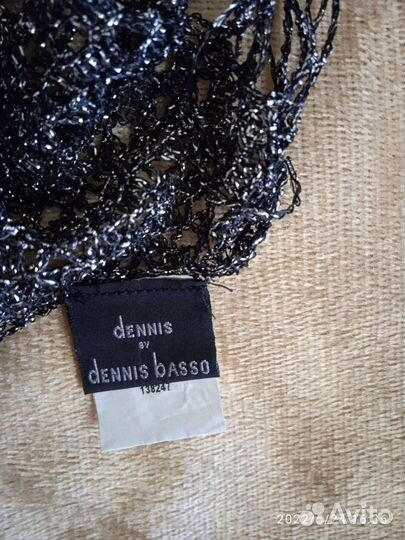 dENNIS
BY
dENNIS bASSO
138247
Avito